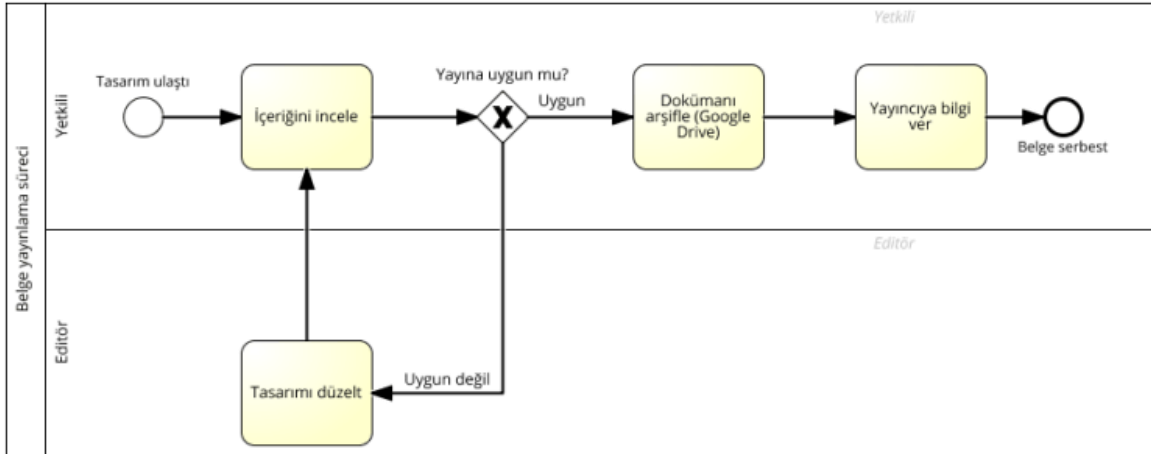 Yetkili
Belge yayınlama süreci
Yetkili
Tasarım ulaştı
İçeriğini incele
Yayına uygun mu?
Uygun
Dokümanı
arşifle (Google
Drive)
Yayıncıya bilgi
ver
Belge serbest
Editör
Editör
Tasarımı düzelt
Uygun değil